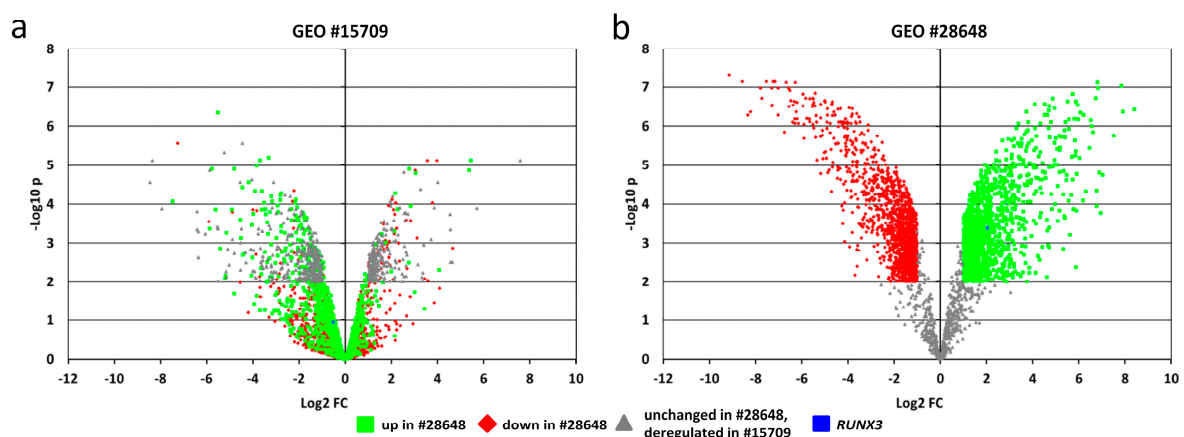 a
GEO #15709
8
7
6
5
4
3
2
1
0
-Log10 p
-12 -10 -8 -6 -4 -2 0 2 4 6 8 10
Log2 FC
b
GEO #28648
8
7
6
5
4
3
2
1
0
-Log10 p
-12 -10 -8 -6 -4 -2 0 2 4 6 8 10
Log2 FC
up in #28648
down in #28648
unchanged in #28648,
deregulated in #15709
RUNX3